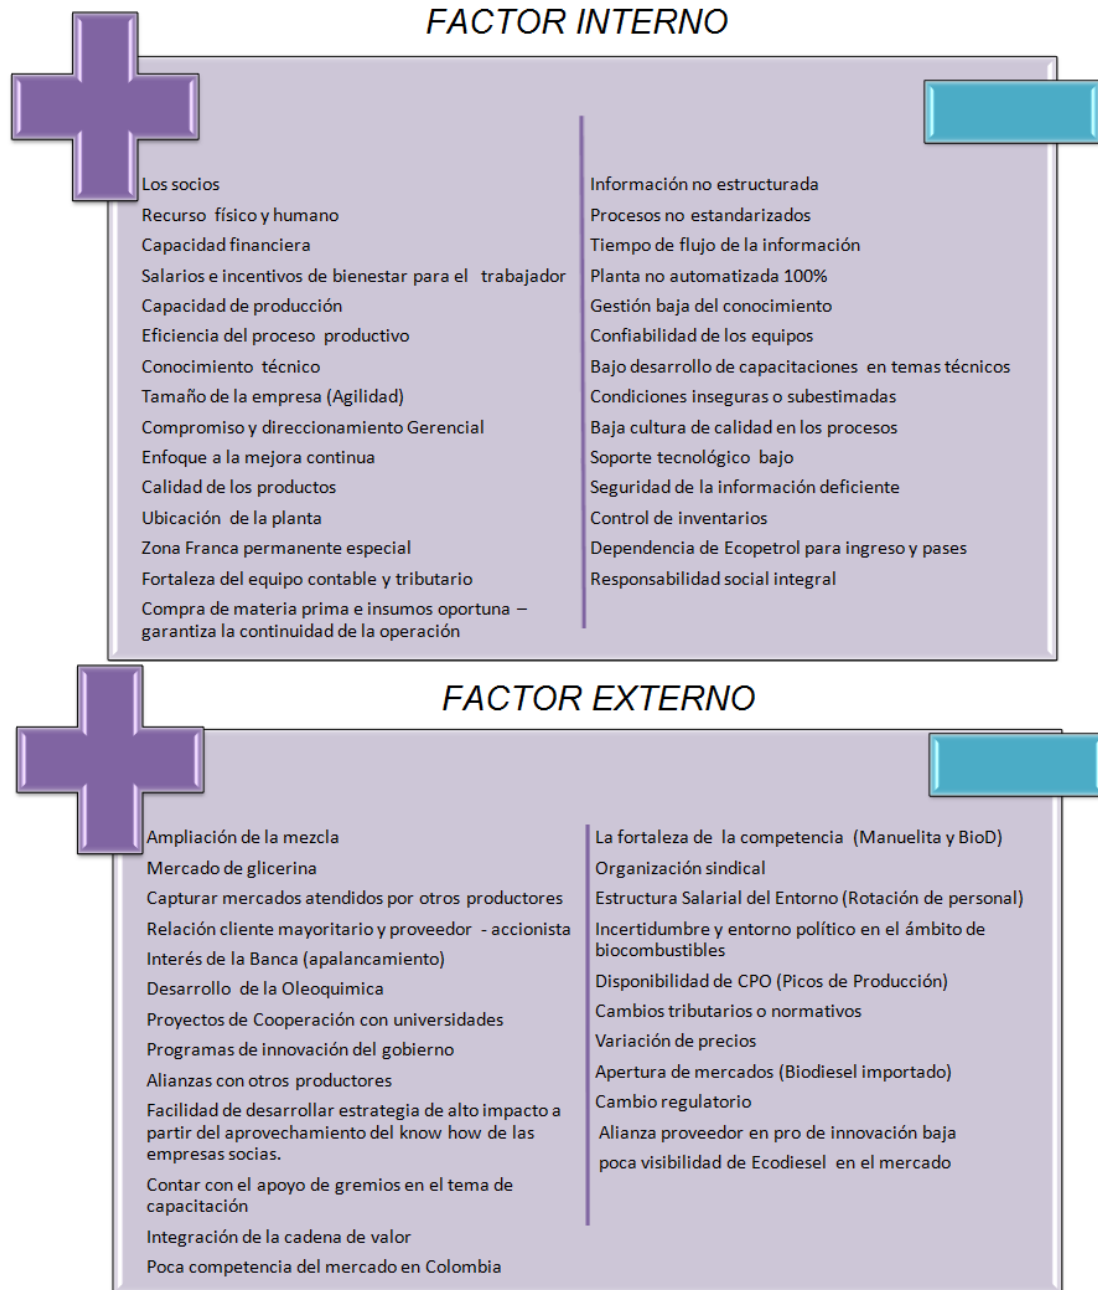 FACTOR INTERNO
Los socios
Recurso físico y humano
Capacidad financiera
Salarios e incentivos de bienestar para el trabajador
Capacidad de producción
Eficiencia del proceso productivo
Conocimiento técnico
Tamaño de la empresa (Agilidad)
Compromiso y direccionamiento Gerencial
Enfoque a la mejora continua
Calidad de los productos
Ubicación de la planta
Zona Franca permanente especial
Fortaleza del equipo contable y tributario
Compra de materia prima e insumos oportuna –
garantiza la continuidad de la operación
Información no estructurada
Procesos no estandarizados
Tiempo de flujo de la información
Planta no automatizada 100%
Gestión baja del conocimiento
Confiabilidad de los equipos
Bajo desarrollo de capacitaciones en temas técnicos
Condiciones inseguras o subestimadas
Baja cultura de calidad en los procesos
Soporte tecnológico bajo
Seguridad de la información deficiente
Control de inventarios
Dependencia de Ecopetrol para ingreso y pases
Responsabilidad social integral
FACTOR EXTERNO
Ampliación de la mezcla
Mercado de glicerina
Capturar mercados atendidos por otros productores
Relación cliente mayoritario y proveedor - accionista
Interés de la Banca (apalancamiento)
Desarrollo de la Oleoquimica
Proyectos de Cooperación con universidades
Programas de innovación del gobierno
Alianzas con otros productores
Facilidad de desarrollar estrategia de alto impacto a
partir del aprovechamiento del know how de las
empresas socias.
Contar con el apoyo de gremios en el tema de
capacitación
Integración de la cadena de valor
Poca competencia del mercado en Colombia
La fortaleza de la competencia (Manuelita y BioD)
Organización sindical
Estructura Salarial del Entorno (Rotación de personal)
Incertidumbre y entorno político en el ámbito de
biocombustibles
Disponibilidad de CPO (Picos de Producción)
Cambios tributarios o normativos
Variación de precios
Apertura de mercados (Biodiesel importado)
Cambio regulatorio
Alianza proveedor en pro de innovación baja
poca visibilidad de Ecodiesel en el mercado